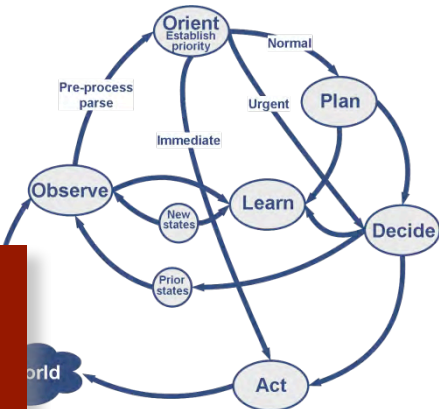 Orient
Establish
priority
Normal
Pre-process
parse
Plan
Urgent
Immediate
Observe
Learn
New
states
Decide
Prior
states
orld
Act